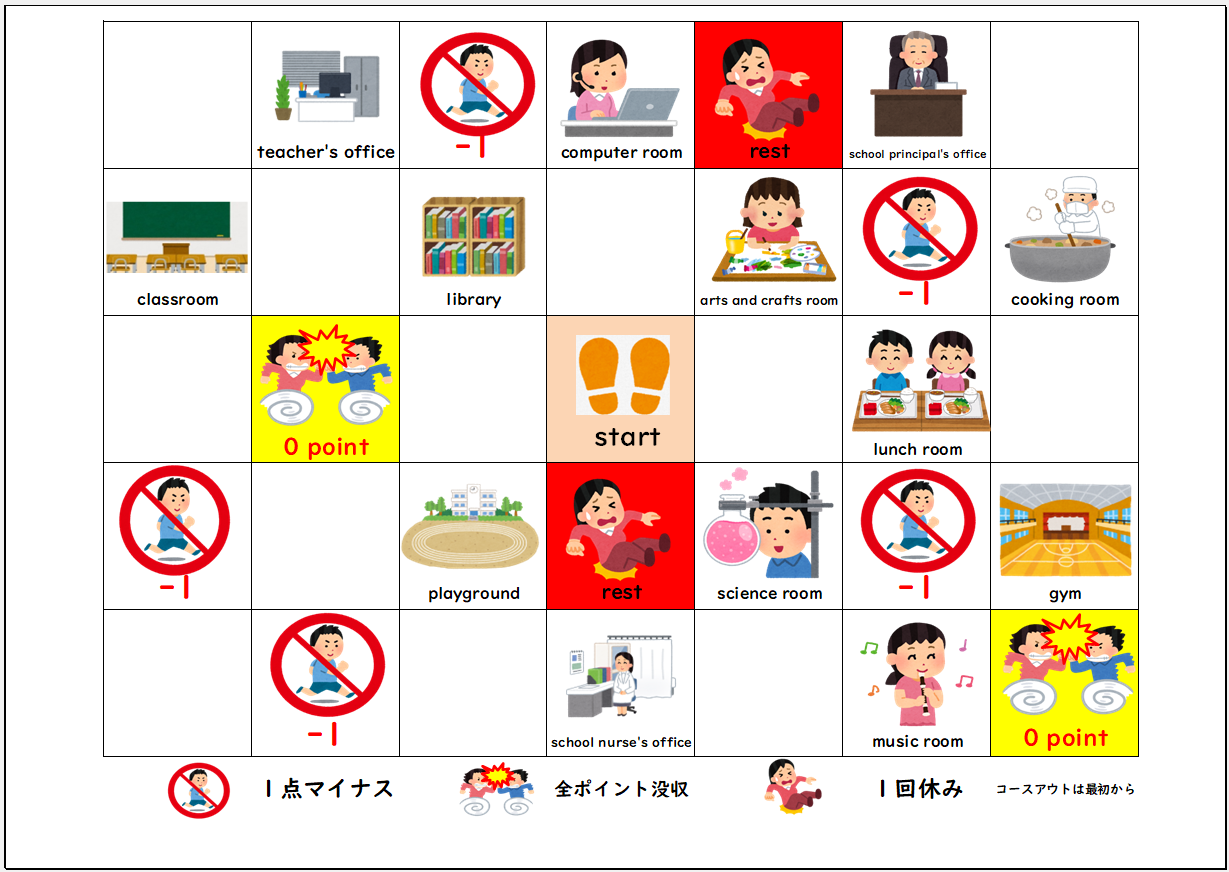 teacher's office
-1
computer room
rest
school principal's office
classroom
library
arts and crafts room
-1
cooking room
0 point
start
lunch room
-1
playground
rest
science room
-1
gym
-1
school nurse's office
music room
0 point
1点マイナス
全ポイント没収
1回休み
コースアウトは最初から